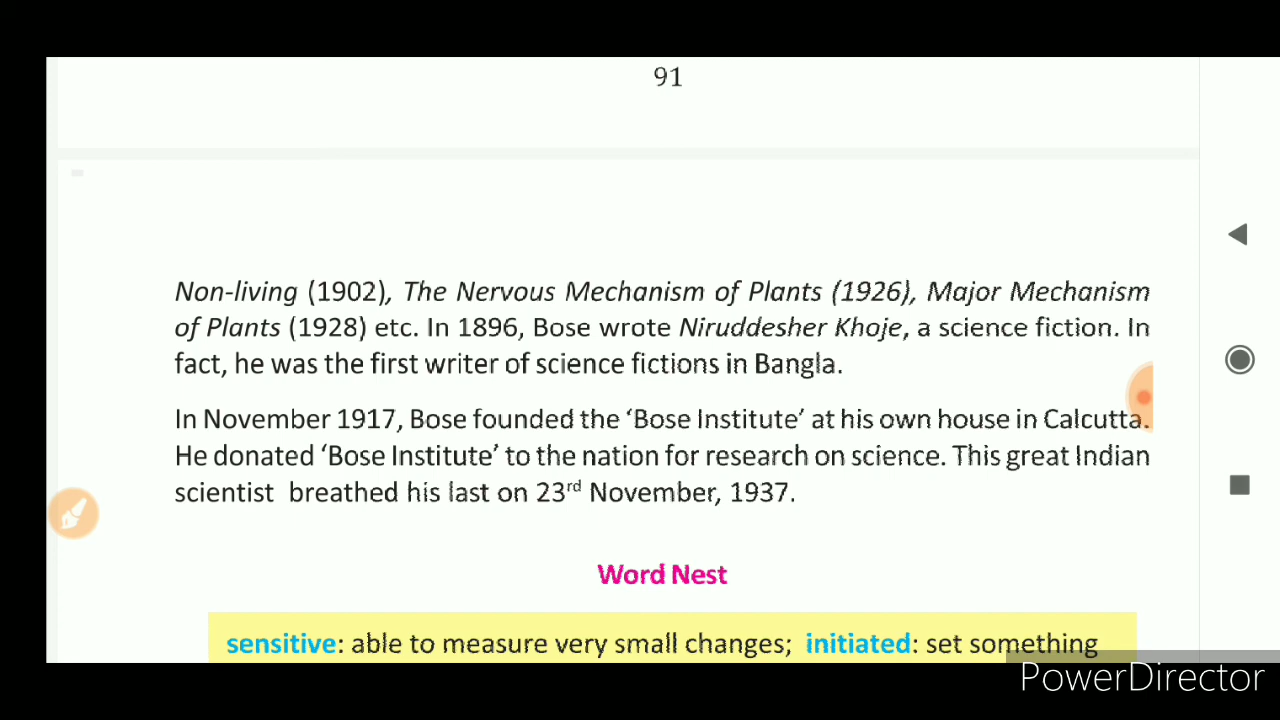 91
Non-living (1902), The Nervous Mechanism of Plants (1926), Major Mechanism
of Plants (1928) etc. In 1896, Bose wrote Niruddesher Khoje, a science fiction. In
fact, he was the first writer of science fictions in Bangla.
In November 1917, Bose founded the ‘Bose Institute’ at his own house in Calcutta.
He donated ‘Bose Institute’ to the nation for research on science. This great Indian
scientist breathed his last on 23rd November, 1937.
Word Nest
sensitive: able to measure very small changes; initiated: set something
PowerDirector